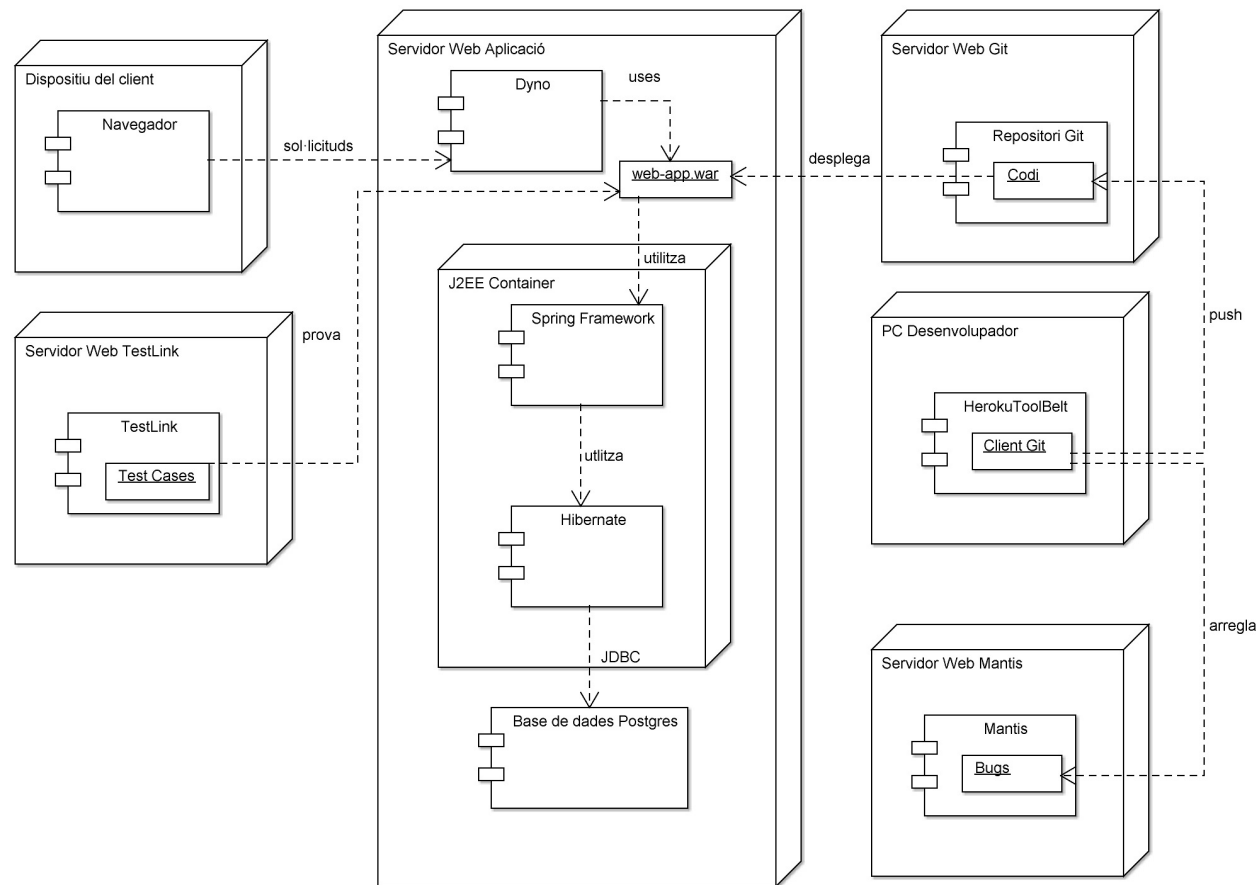 Dispositiu del client
Navegador
sol·licituds
Servidor Web Aplicació
Dyno
uses
web-app.war
desplega
Servidor Web Git
Repositori Git
Codi
utilitza
J2EE Container
Spring Framework
utlitza
Hibernate
JDBC
Base de dades Postgres
prova
Servidor Web TestLink
TestLink
Test Cases
push
PC Desenvolupador
HerokuToolBelt
Client Git
arregla
Servidor Web Mantis
Mantis
Bugs